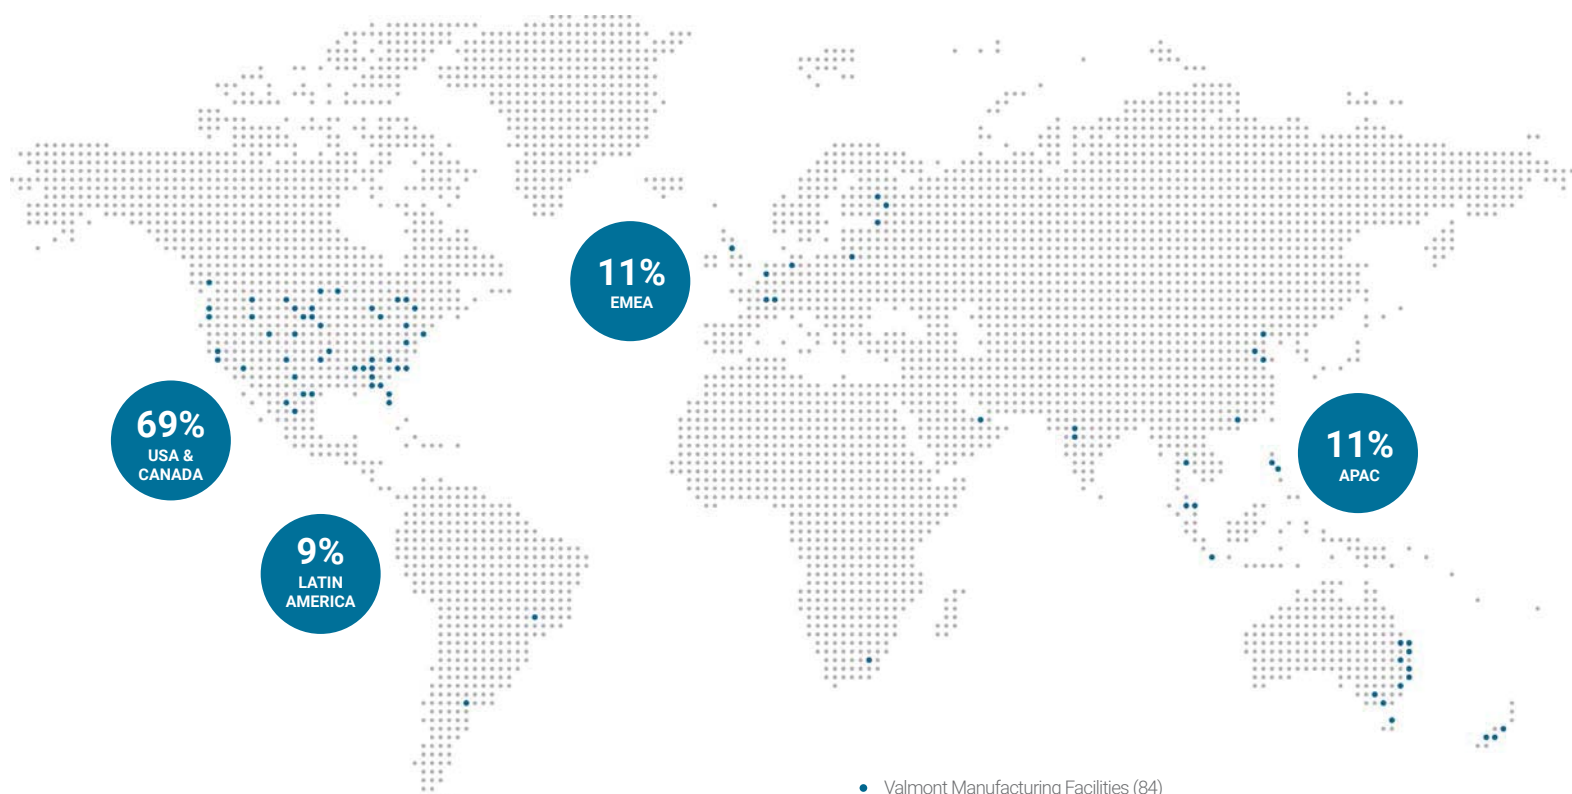 11%
EMEA
69%
USA &
CANADA
11%
APAC
9%
LATIN
AMERICA
Valmont Manufacturing Facilities (84)